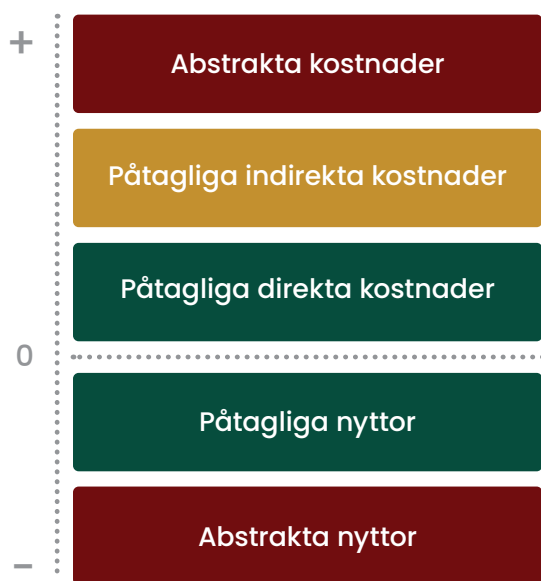 +
Abstrakta kostnader
Påtagliga indirekta kostnader
Påtagliga direkta kostnader
0
Påtagliga nyttor
Abstrakta nyttor
–